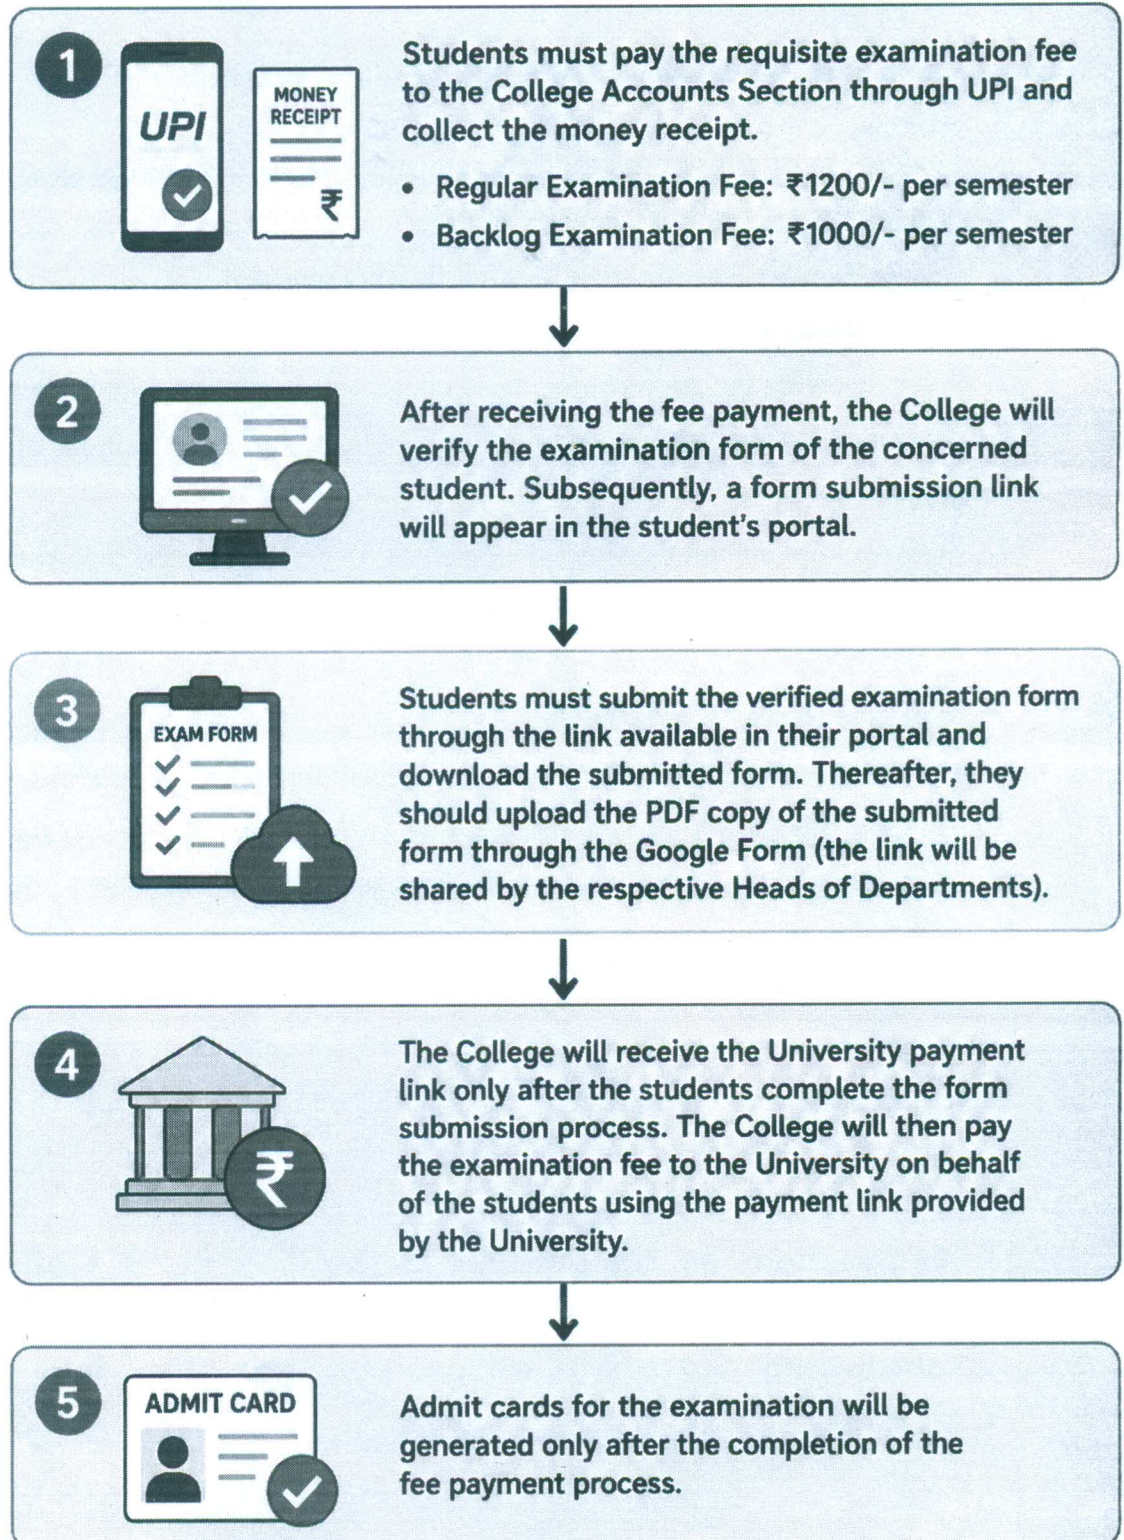 1
UPI
MONEY
RECEIPT
₹
Students must pay the requisite examination fee
to the College Accounts Section through UPI and
collect the money receipt.
• Regular Examination Fee: ₹1200/- per semester
• Backlog Examination Fee: ₹1000/- per semester
2
After receiving the fee payment, the College will
verify the examination form of the concerned
student. Subsequently, a form submission link
will appear in the student's portal.
3
EXAM FORM
Students must submit the verified examination form
through the link available in their portal and
download the submitted form. Thereafter, they
should upload the PDF copy of the submitted
form through the Google Form (the link will be
shared by the respective Heads of Departments).
4
₹
The College will receive the University payment
link only after the students complete the form
submission process. The College will then pay
the examination fee to the University on behalf
of the students using the payment link provided
by the University.
5
ADMIT CARD
Admit cards for the examination will be
generated only after the completion of the
fee payment process.